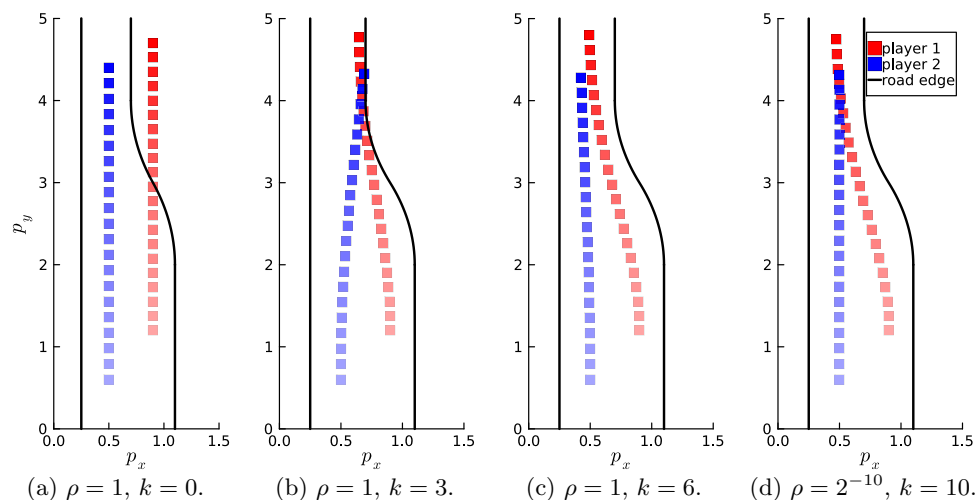 5
4
3
2
1
0
p_y
0.0 0.5 1.0 1.5
p_x
(a) ρ = 1, k = 0.
5
4
3
2
1
0
0.0 0.5 1.0 1.5
p_x
(b) ρ = 1, k = 3.
5
4
3
2
1
0
0.0 0.5 1.0 1.5
p_x
(c) ρ = 1, k = 6.
5
4
3
2
1
0
player 1
player 2
road edge
0.0 0.5 1.0 1.5
p_x
(d) ρ = 2⁻¹⁰, k = 10.